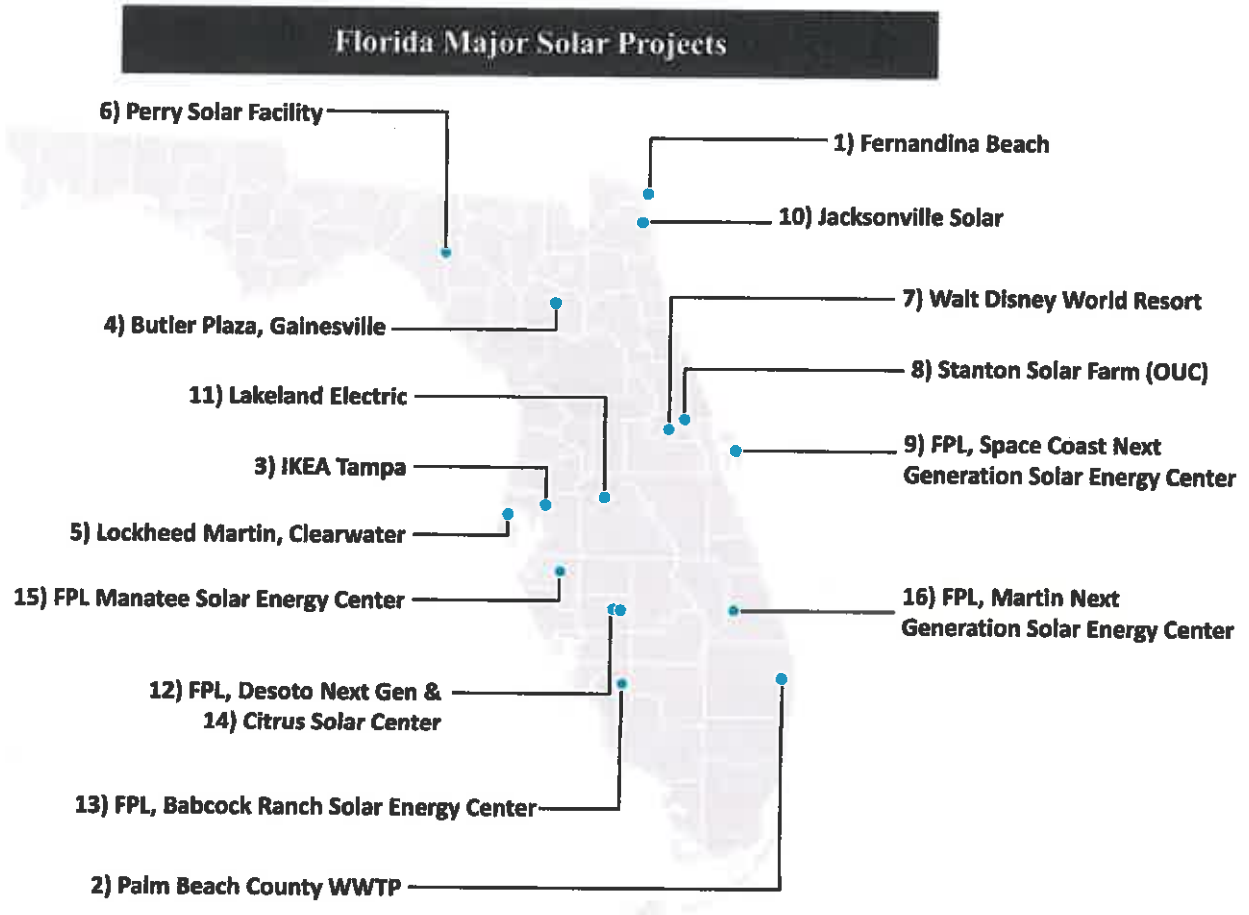 Florida Major Solar Projects
6) Perry Solar Facility
1) Fernandina Beach
10) Jacksonville Solar
7) Walt Disney World Resort
4) Butler Plaza, Gainesville
8) Stanton Solar Farm (OUC)
11) Lakeland Electric
9) FPL, Space Coast Next
Generation Solar Energy Center
3) IKEA Tampa
5) Lockheed Martin, Clearwater
15) FPL Manatee Solar Energy Center
16) FPL, Martin Next
Generation Solar Energy Center
12) FPL, Desoto Next Gen &
14) Citrus Solar Center
13) FPL, Babcock Ranch Solar Energy Center
2) Palm Beach County WWTP